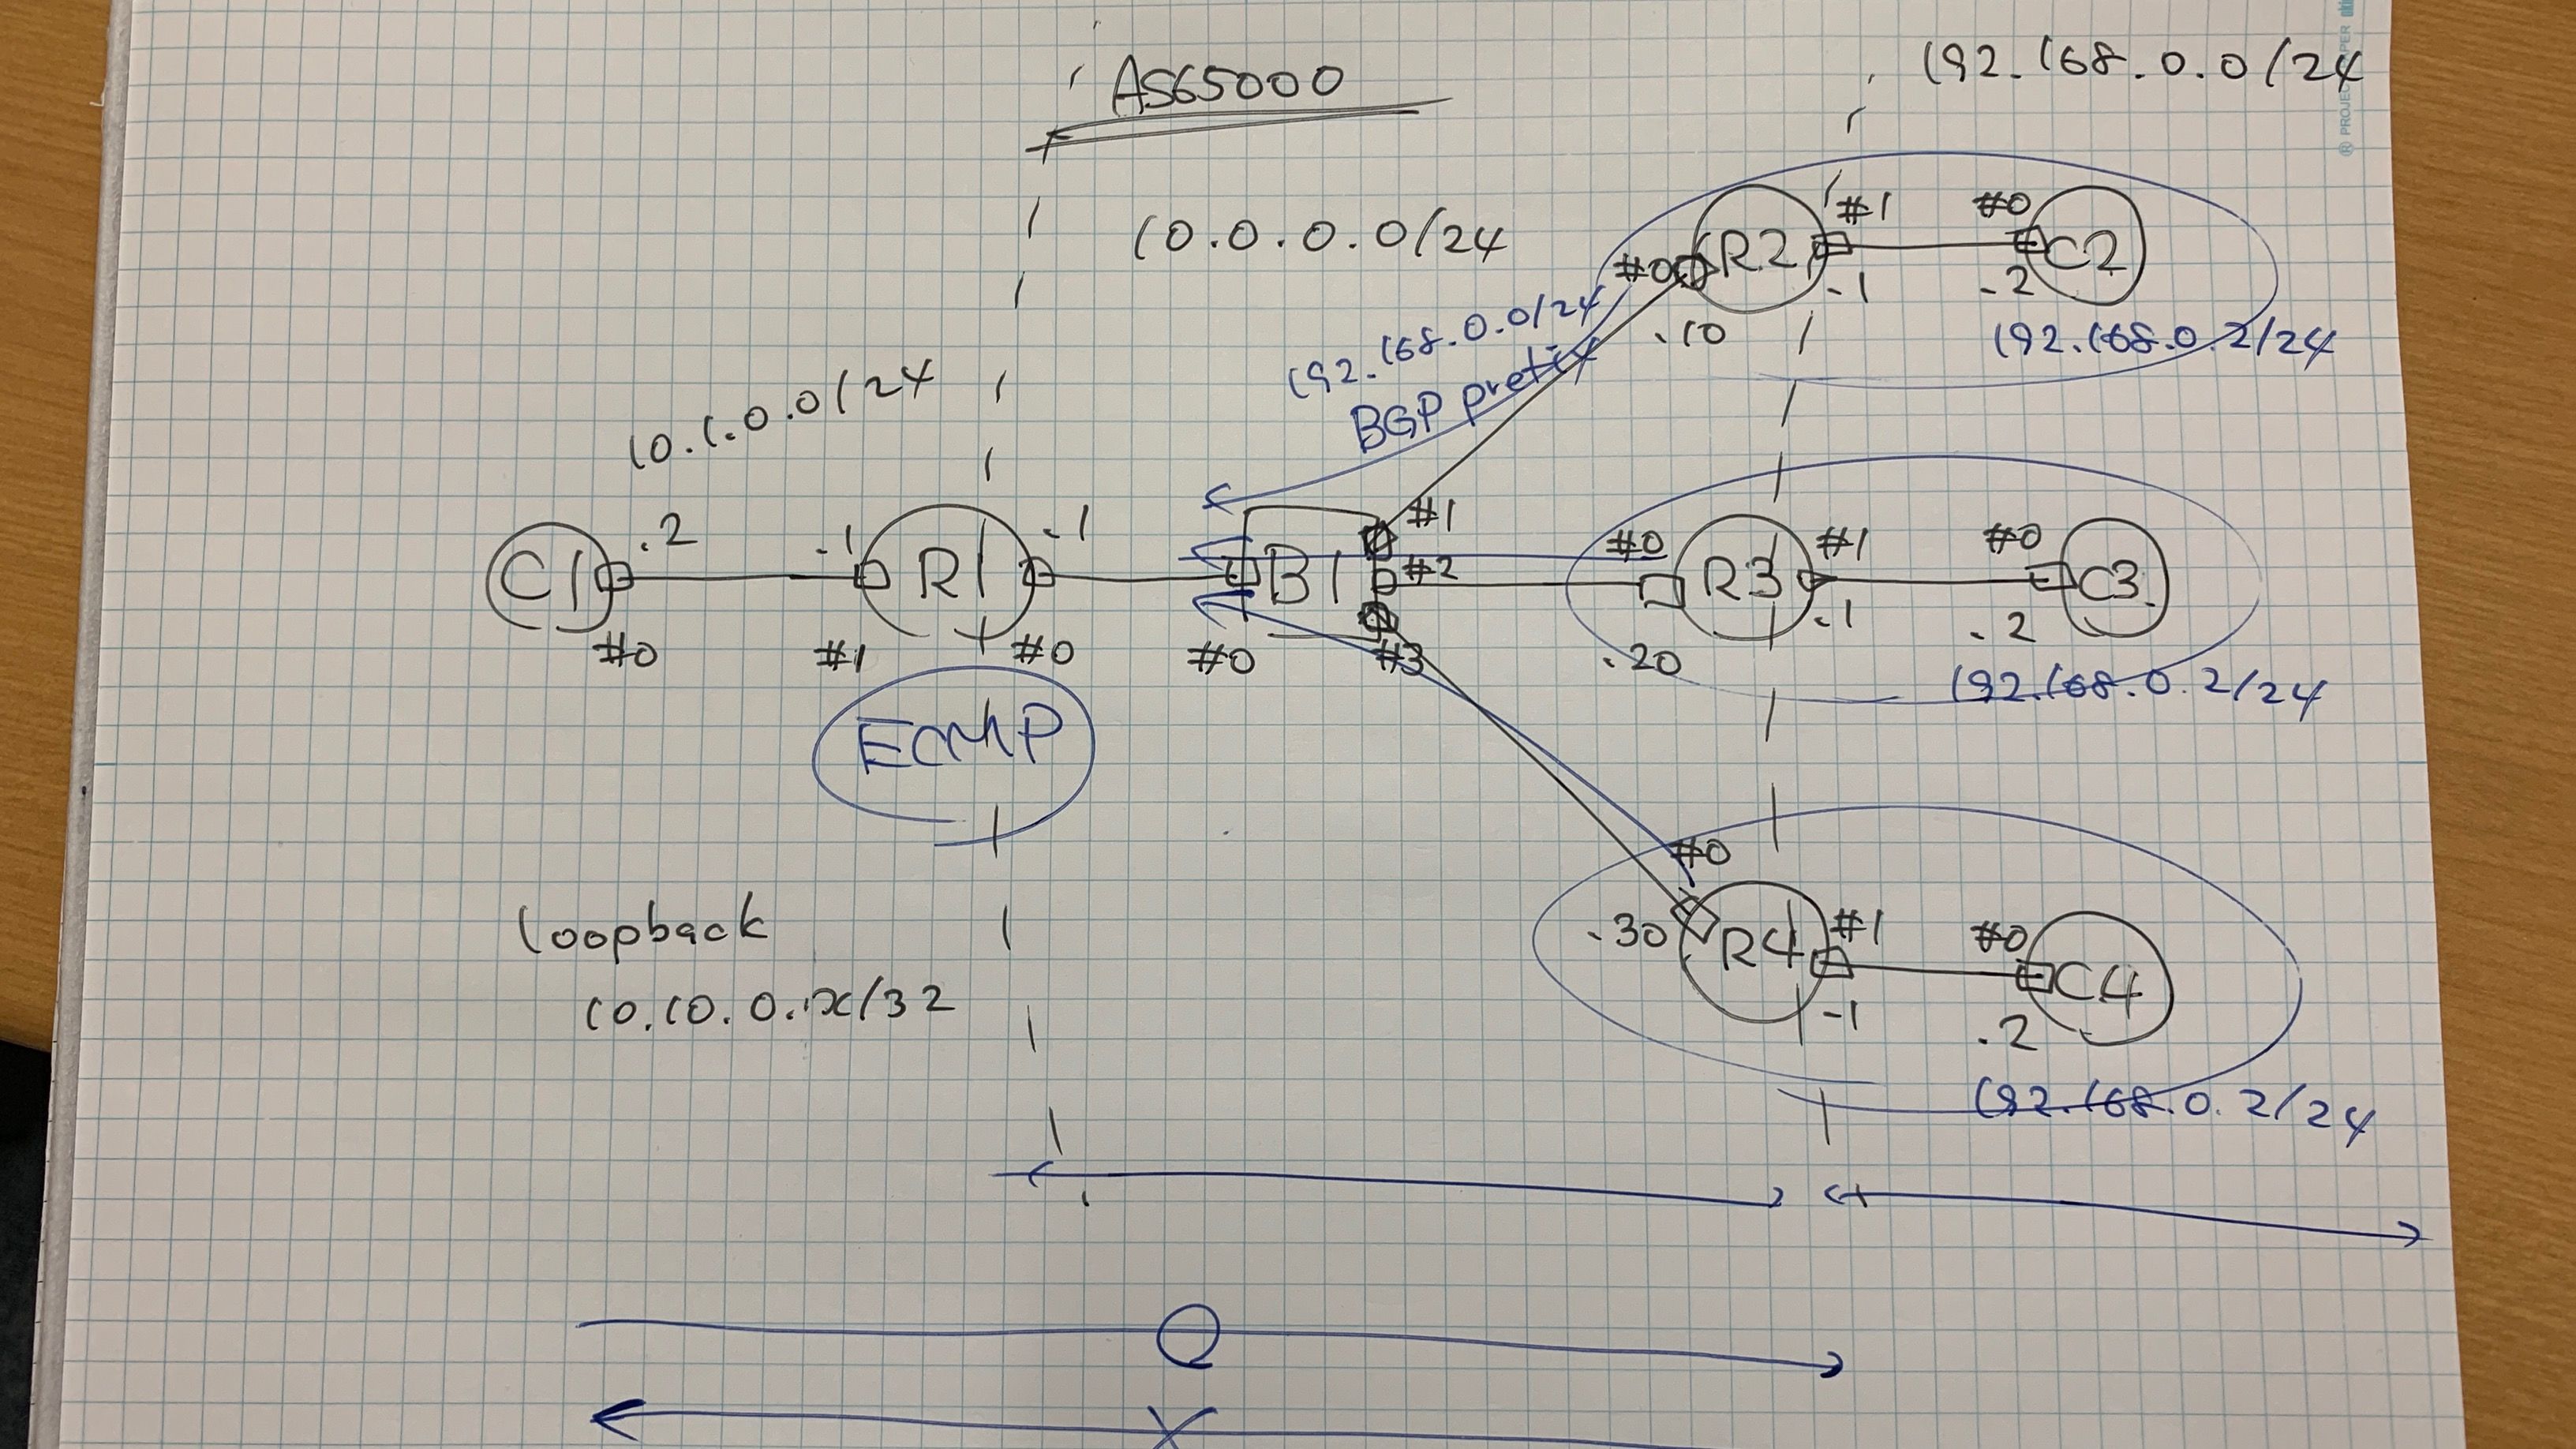 AS65000
192.168.0.0/24
PROJECT PAPER
10.0.0.0/24
R2
#0
#1
.1
.10
#0
.2
C2
192.168.0.2/24
192.168.0.0/24
BGP prefix
10.1.0.0/24
C1
.2
#0
.1
#1
R1
.1
#0
B1
#0
#1
#2
#3
#0
.20
R3
#1
.1
#0
.2
C3
192.168.0.2/24
ECMP
loopback
10.10.0.x/32
#0
.30
R4
#1
.1
#0
.2
C4
192.168.0.2/24